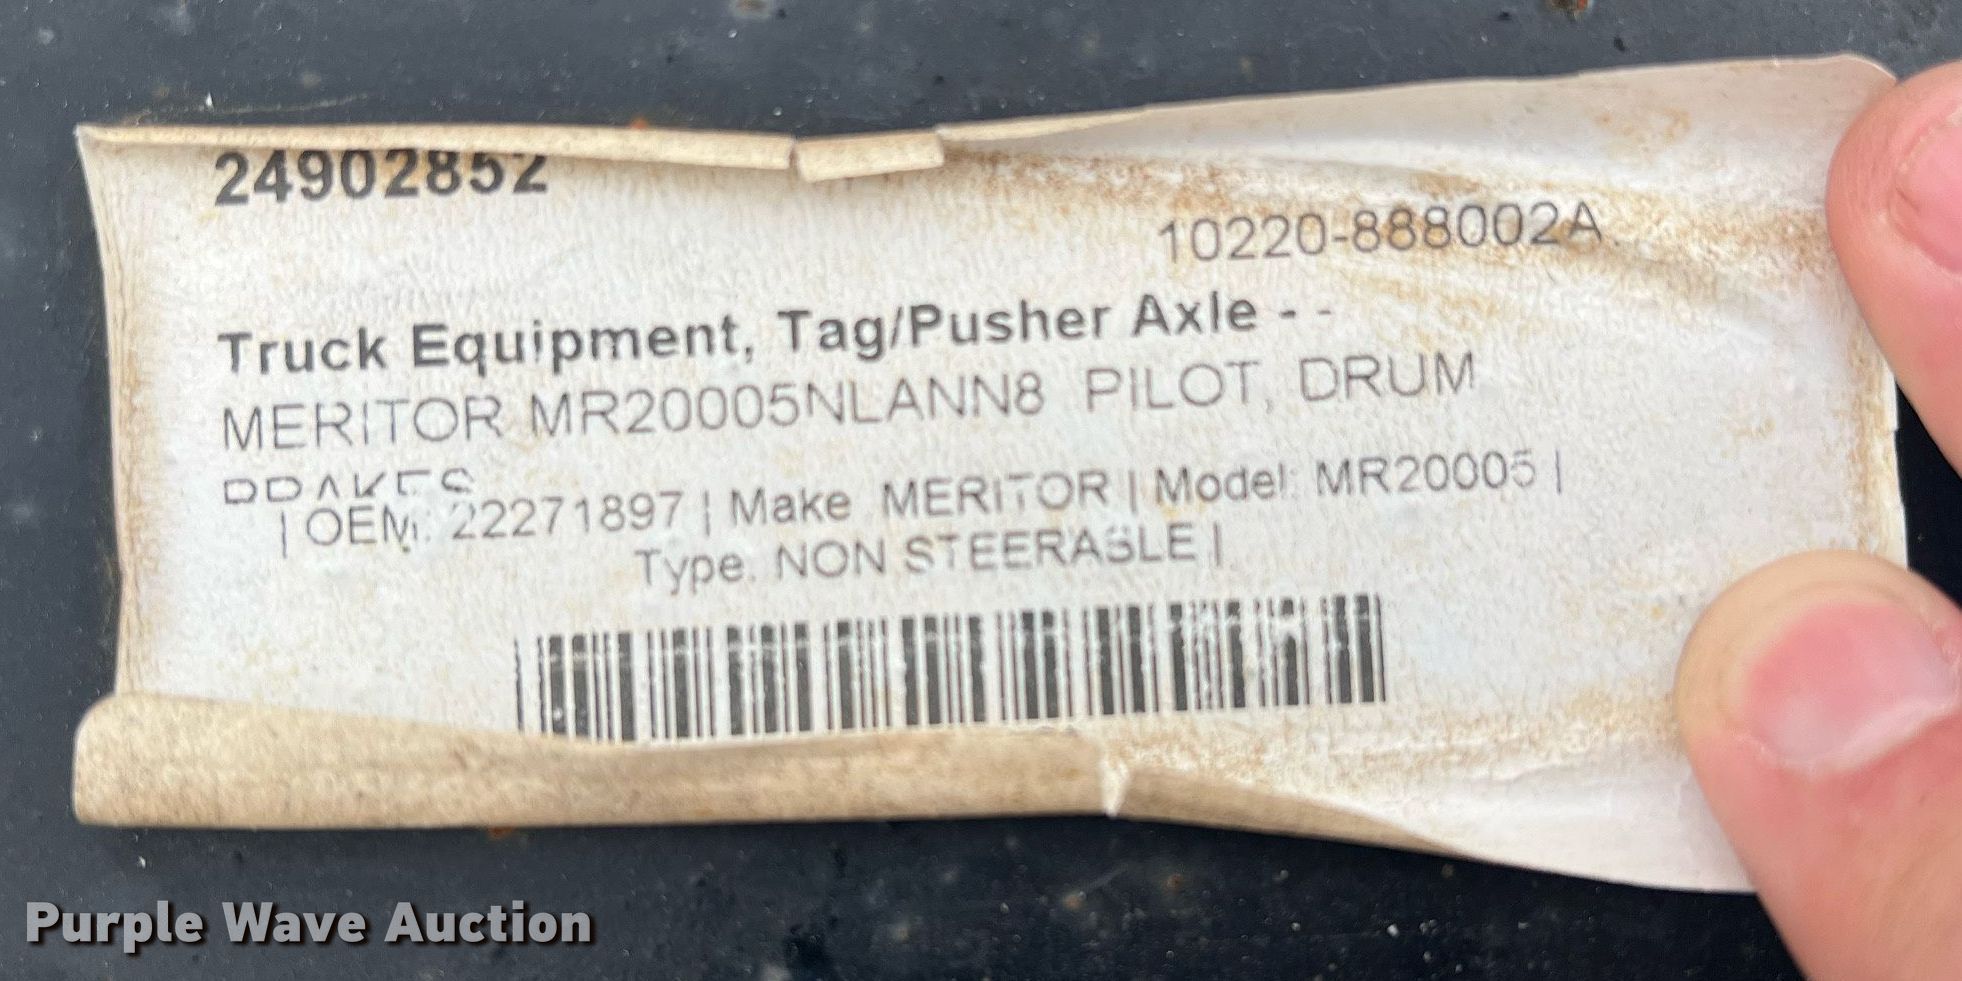 24902852
10220-888002A
Truck Equipment, Tag/Pusher Axle - -
MERITOR MR20005NLANN8 PILOT, DRUM
BRAKES
| OEM: 22271897 | Make MERITOR | Model: MR20005 |
Type: NON STEERABLE |
Purple Wave Auction